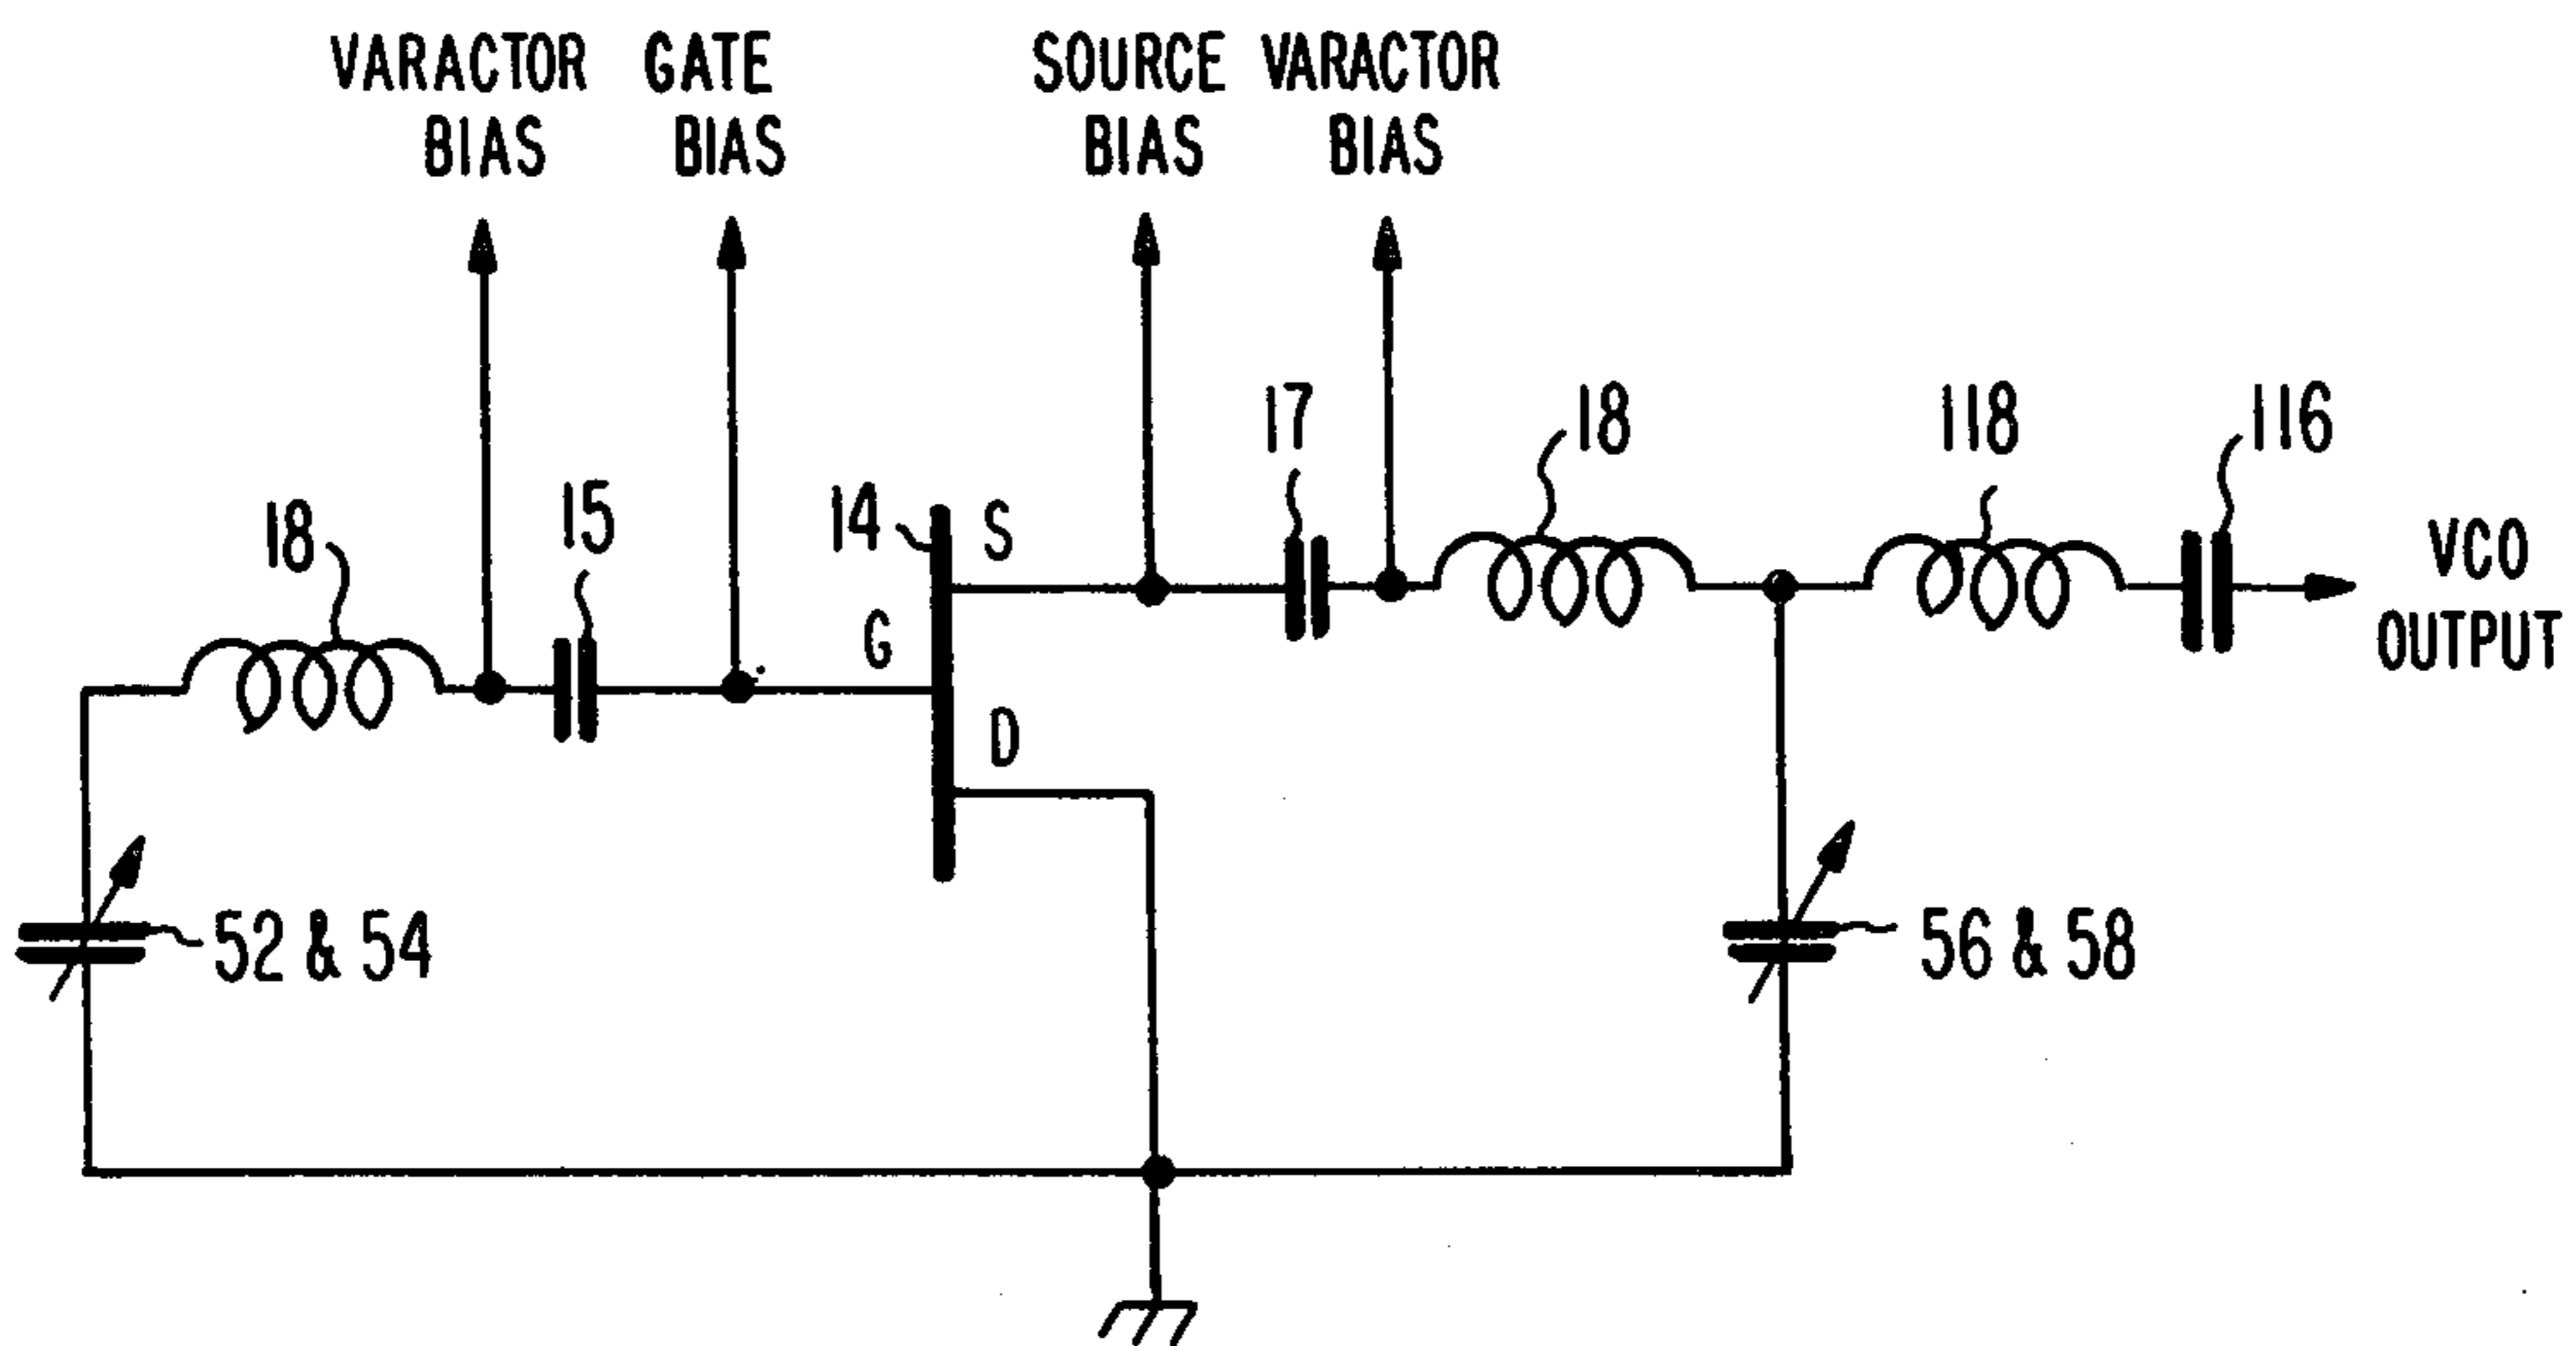 VARACTOR BIAS
GATE BIAS
SOURCE BIAS
VARACTOR BIAS
17
18
118
116
18
15
14
S
VCO OUTPUT
G
D
52 & 54
56 & 58